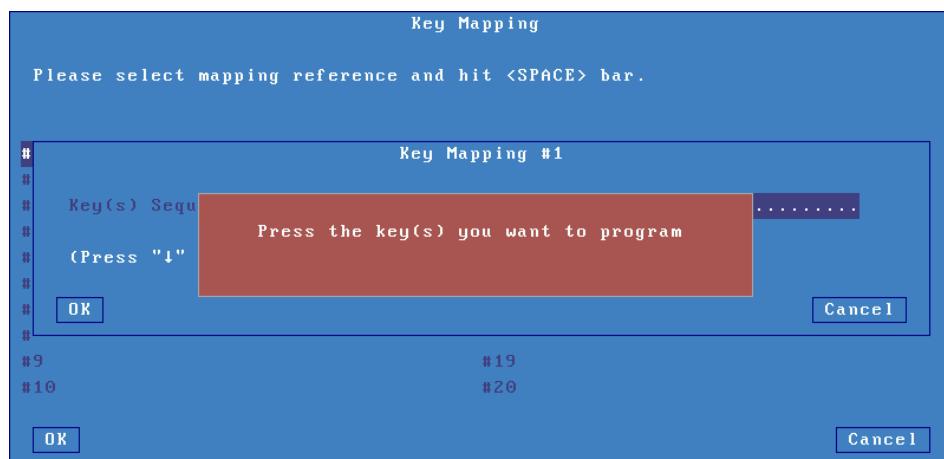 Key Mapping
Please select mapping reference and hit <SPACE> bar.
# Key Mapping #1
#
# Key(s) Sequ .........
# Press the key(s) you want to program
# (Press "↓"
#
# OK Cancel
#
#9 #19
#10 #20
OK Cancel